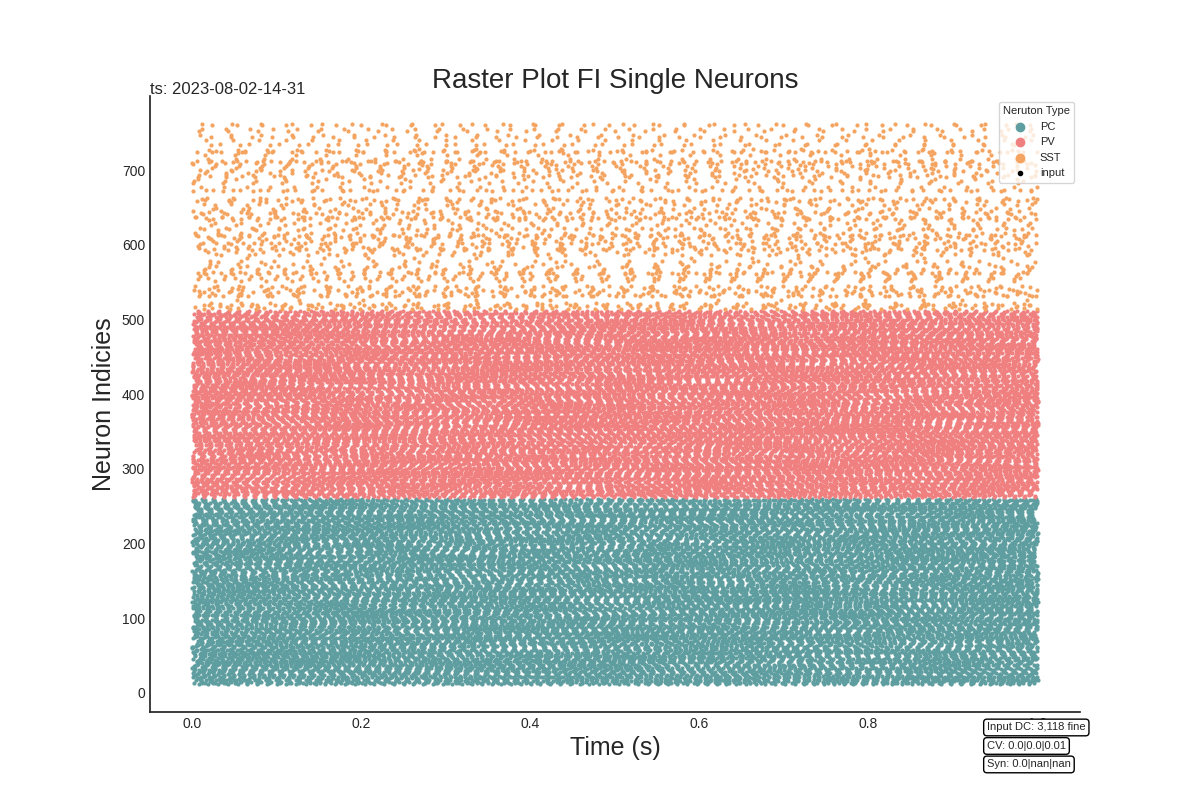 Raster Plot FI Single Neurons
ts: 2023-08-02-14-31
Neruton Type
PC
PV
SST
input
Neuron Indicies
700
600
500
400
300
200
100
0
0.0 0.2 0.4 0.6 0.8
Time (s)
Input DC: 3,118 fine
CV: 0.0|0.0|0.01
Syn: 0.0|nan|nan